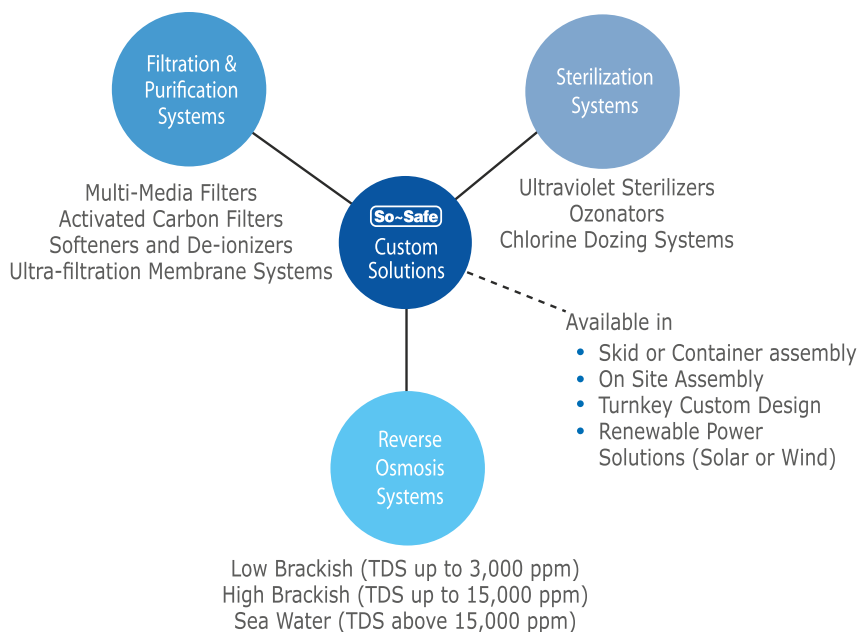 Filtration &
Purification
Systems
Multi-Media Filters
Activated Carbon Filters
Softeners and De-ionizers
Ultra-filtration Membrane Systems
Sterilization
Systems
Ultraviolet Sterilizers
Ozonators
Chlorine Dozing Systems
So~Safe
Custom
Solutions
Available in
• Skid or Container assembly
• On Site Assembly
• Turnkey Custom Design
• Renewable Power
Solutions (Solar or Wind)
Reverse
Osmosis
Systems
Low Brackish (TDS up to 3,000 ppm)
High Brackish (TDS up to 15,000 ppm)
Sea Water (TDS above 15,000 ppm)